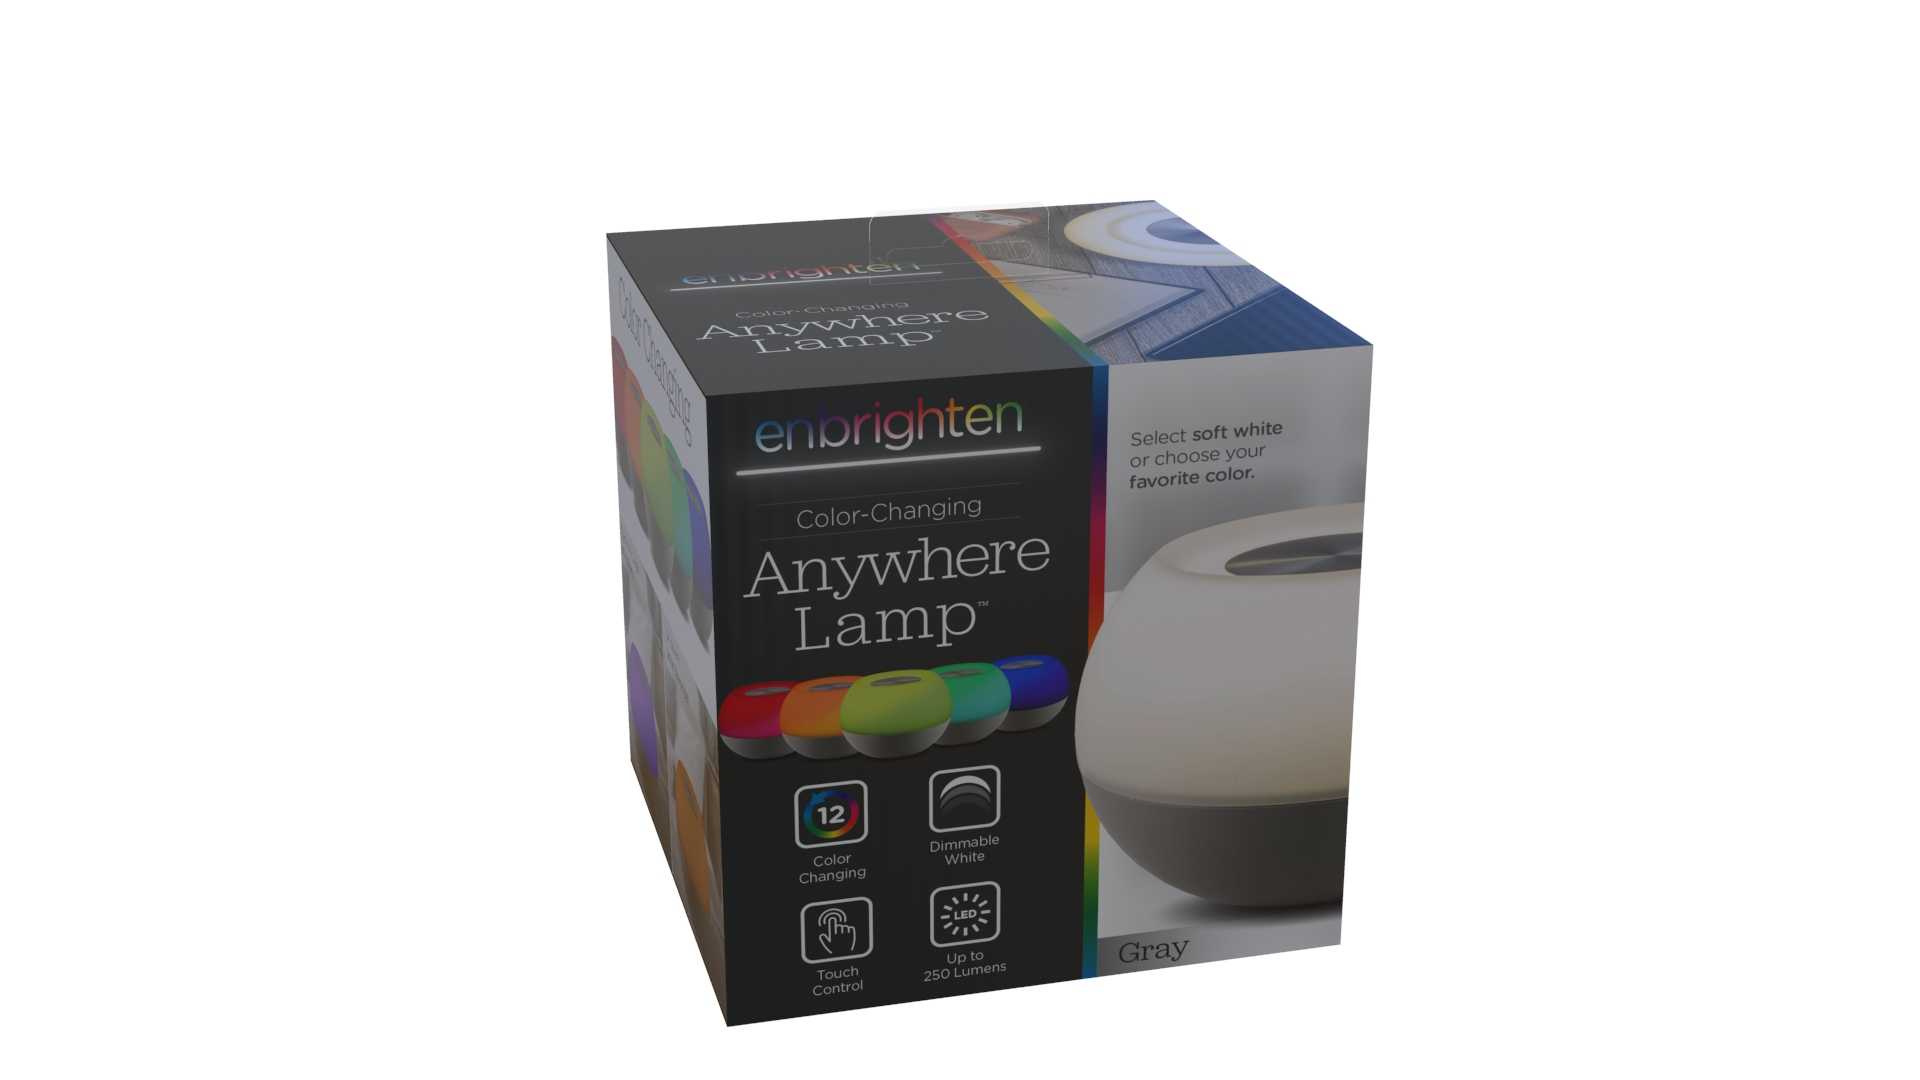 enbrighten
Color-Changing
Anywhere
Lamp™
Color Changing
enbrighten
Color-Changing
Anywhere
Lamp™
12
Color
Changing
Dimmable
White
Touch
Control
LED
Up to
250 Lumens
Select soft white
or choose your
favorite color.
Gray